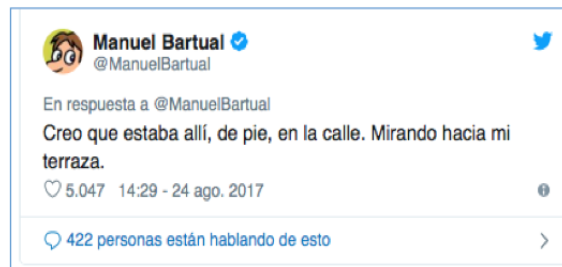 Manuel Bartual
@ManuelBartual
En respuesta a @ManuelBartual
Creo que estaba allí, de pie, en la calle. Mirando hacia mi
terraza.
5.047 14:29 - 24 ago. 2017
422 personas están hablando de esto